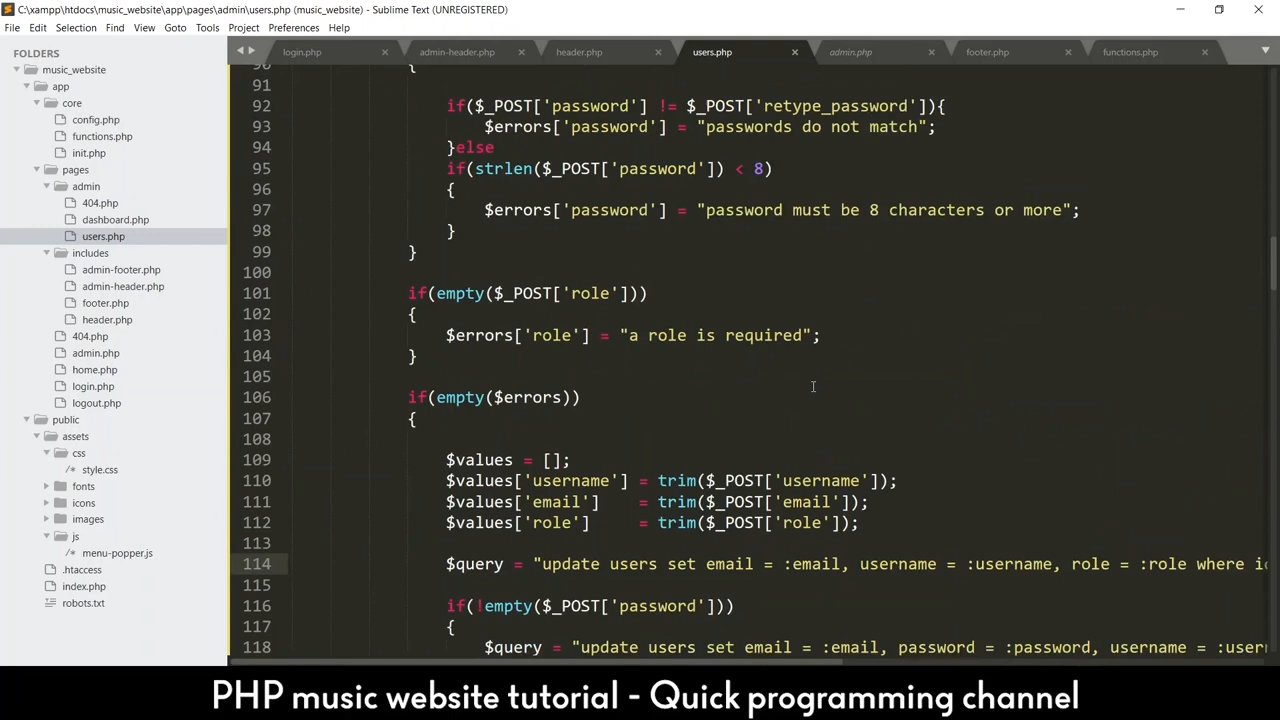 C:\xampp\htdocs\music_website\app\pages\admin\users.php (music_website) - Sublime Text (UNREGISTERED)
File Edit Selection Find View Goto Tools Project Preferences Help
FOLDERS
music_website
app
core
config.php
functions.php
init.php
pages
admin
404.php
dashboard.php
users.php
includes
admin-footer.php
admin-header.php
footer.php
header.php
404.php
admin.php
home.php
login.php
logout.php
public
assets
css
/* style.css
fonts
icons
images
js
/* menu-popper.js
.htaccess
index.php
robots.txt
login.php admin-header.php header.php users.php admin.php footer.php functions.php
90 {
91
92 if($_POST['password'] != $_POST['retype_password']){
93 $errors['password'] = "passwords do not match";
94 }else
95 if(strlen($_POST['password']) < 8)
96 {
97 $errors['password'] = "password must be 8 characters or more";
98 }
99 }
100
101 if(empty($_POST['role']))
102 {
103 $errors['role'] = "a role is required";
104 }
105
106 if(empty($errors))
107 {
108
109 $values = [];
110 $values['username'] = trim($_POST['username']);
111 $values['email'] = trim($_POST['email']);
112 $values['role'] = trim($_POST['role']);
113
114 $query = "update users set email = :email, username = :username, role = :role where
115
116 if(!empty($_POST['password']))
117 {
118 $query = "update users set email = :email, password = :password, username =
PHP music website tutorial - Quick programming channel